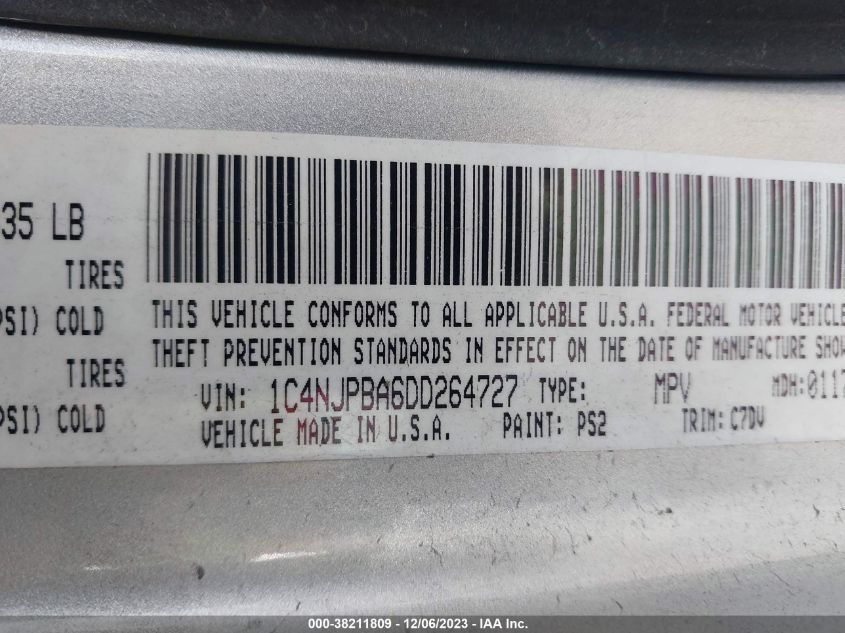 35 LB
TIRES
PSI) COLD
TIRES
PSI) COLD
THIS VEHICLE CONFORMS TO ALL APPLICABLE U.S.A. FEDERAL MOTOR VEHICLE
THEFT PREVENTION STANDARDS IN EFFECT ON THE DATE OF MANUFACTURE SHOW
VIN: 1C4NJPBA6DD264727 TYPE: MPV MDH:0117
VEHICLE MADE IN U.S.A. PAINT: PS2 TRIM: C7DV
000-38211809 - 12/06/2023 - IAA Inc.